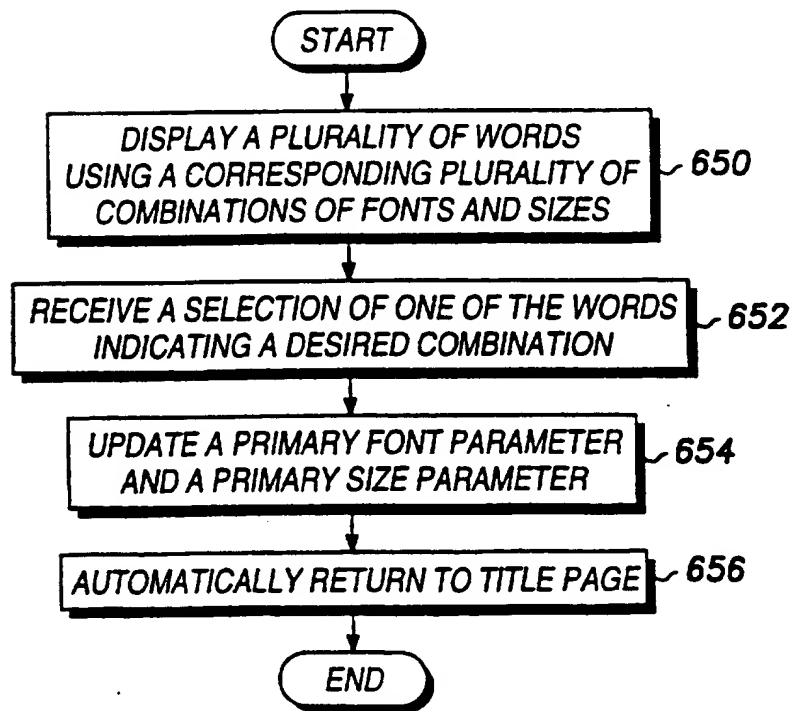 START
DISPLAY A PLURALITY OF WORDS
USING A CORRESPONDING PLURALITY OF
COMBINATIONS OF FONTS AND SIZES
650
RECEIVE A SELECTION OF ONE OF THE WORDS
INDICATING A DESIRED COMBINATION
652
UPDATE A PRIMARY FONT PARAMETER
AND A PRIMARY SIZE PARAMETER
654
AUTOMATICALLY RETURN TO TITLE PAGE
656
END